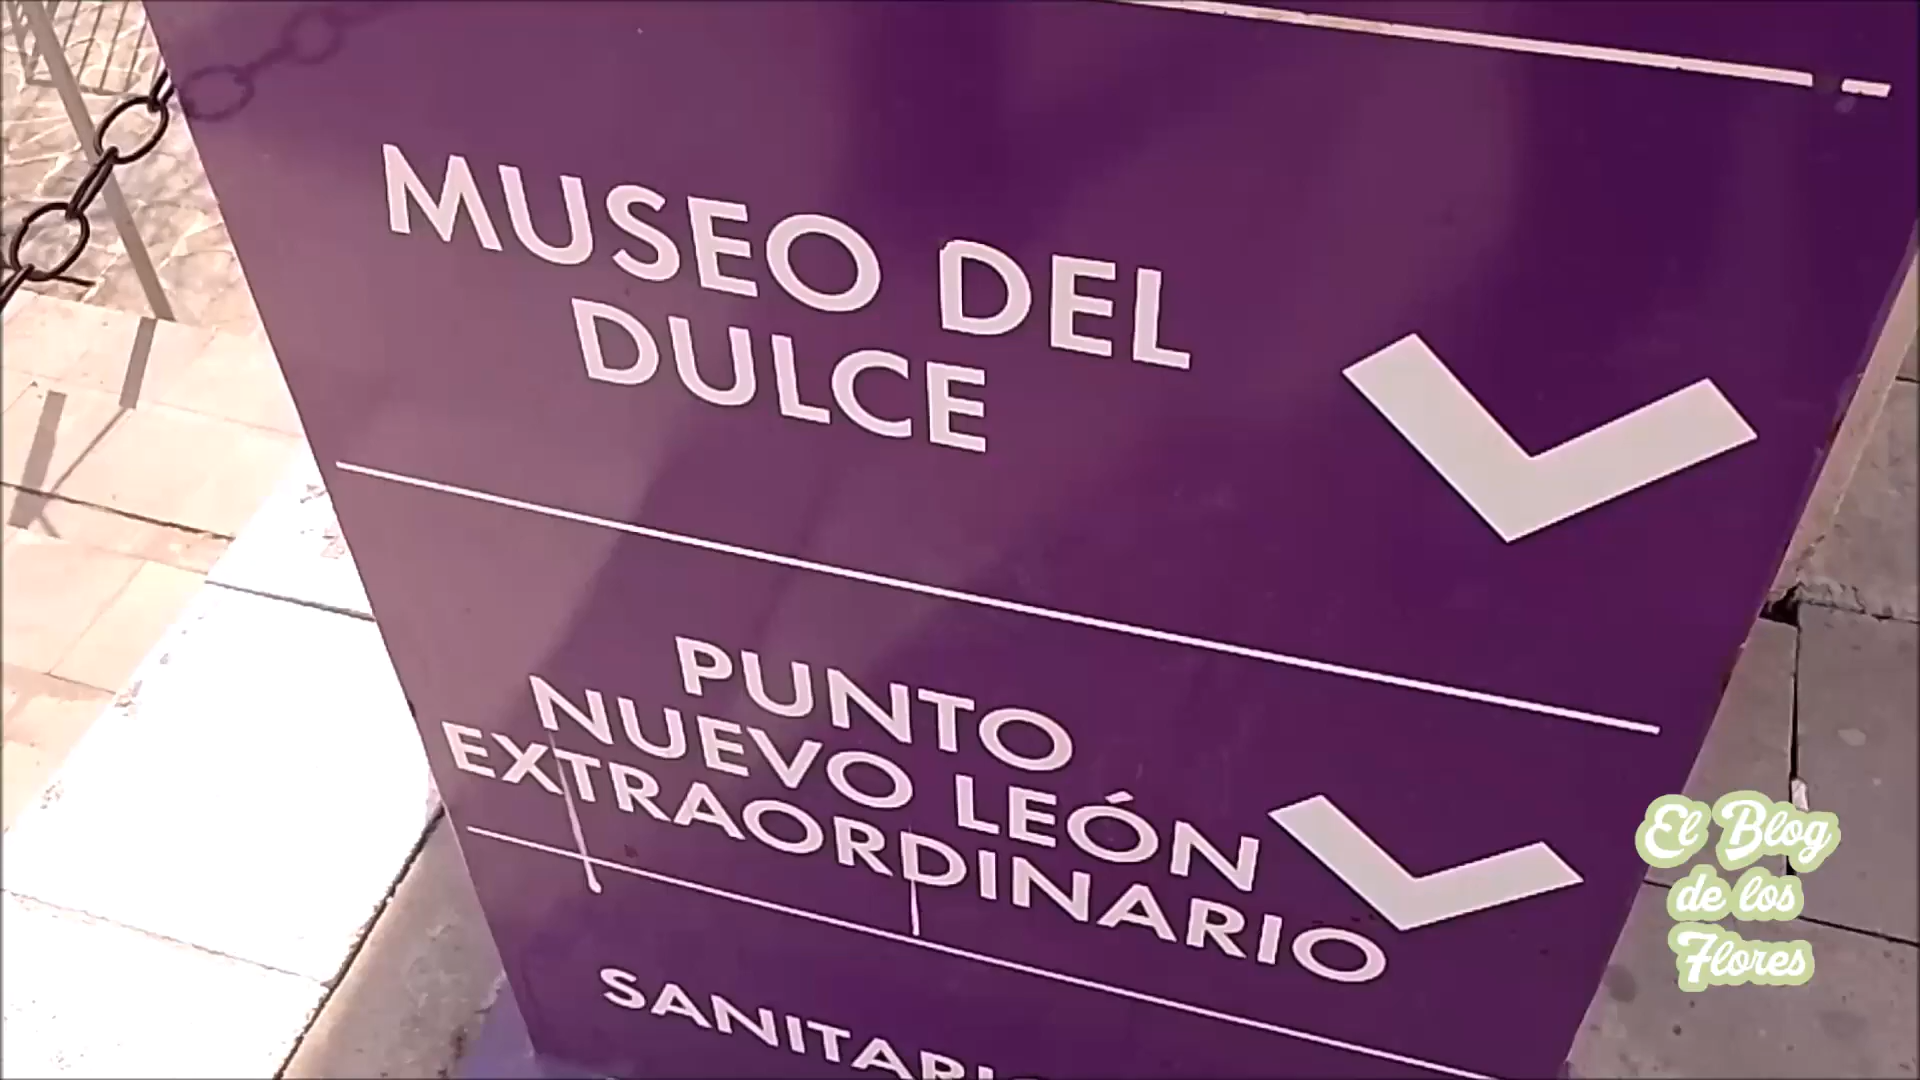 MUSEO DEL
DULCE
PUNTO
NUEVO LEÓN
EXTRAORDINARIO
El Blog
de los
Flores